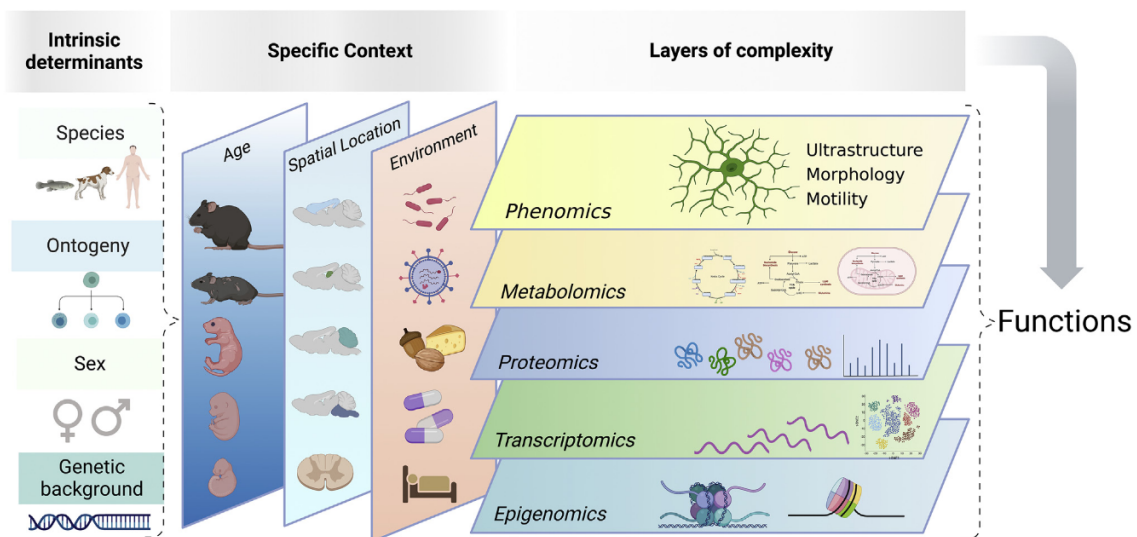 Intrinsic
determinants
Specific Context
Layers of complexity
Species
Ontogeny
Sex
Genetic
background
Age
Spatial Location
Environment
Phenomics
Ultrastructure
Morphology
Motility
Metabolomics
Proteomics
Transcriptomics
Epigenomics
Functions